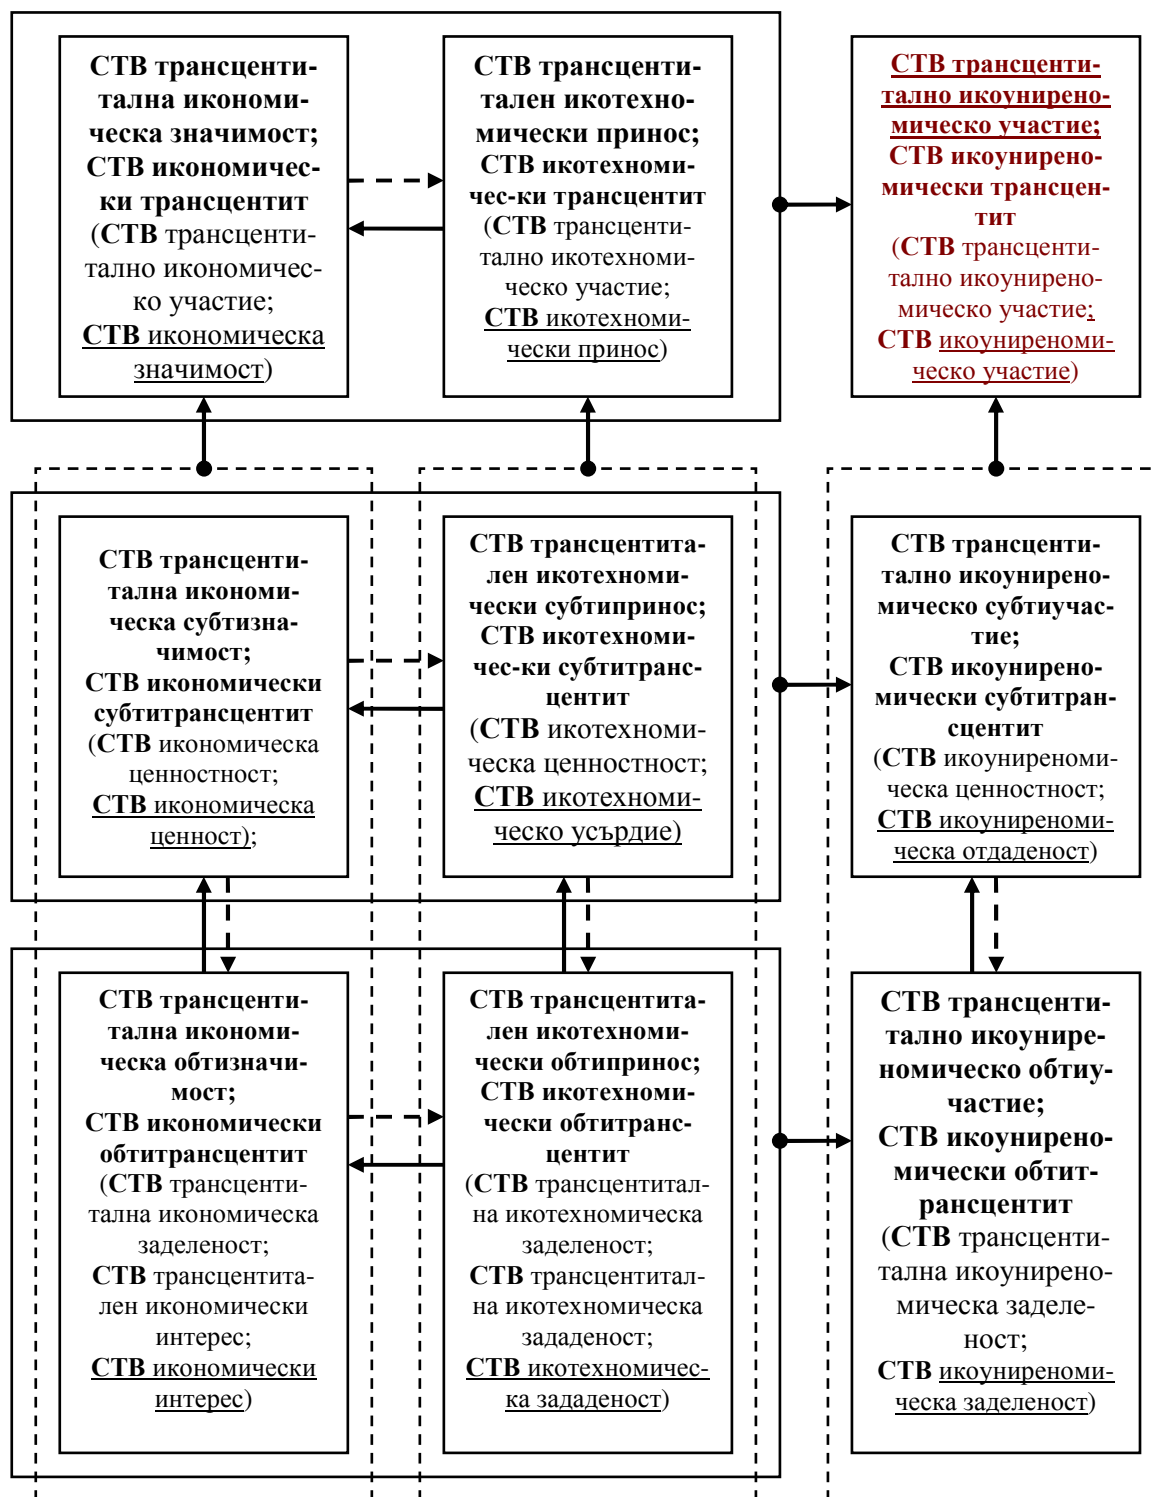 СТВ трансценти-
тална икономи-
ческа значимост;
СТВ икономичес-
ки трансцентит
(СТВ трансценти-
тално икономичес-
ко участие;
СТВ икономическа
значимост)
СТВ трансценти-
тален икотехно-
мически принос;
СТВ икотехноми-
чес-ки трансцентит
(СТВ трансценти-
тално икотехноми-
ческо участие;
СТВ икотехноми-
чески принос)
СТВ трансценти-
тално икоунирено-
мическо участие;
СТВ икоунирено-
мически трансцен-
тит
(СТВ трансценти-
тално икоунирено-
мическо участие;
СТВ икоуниреноми-
ческо участие)
СТВ трансценти-
тална икономи-
ческа субтизна-
чимост;
СТВ икономически
субтитрансцентит
(СТВ икономическа
ценностност;
СТВ икономическа
ценност);
СТВ трансцентита-
лен икотехноми-
чески субтипринос;
СТВ икотехноми-
чес-ки субтитранс-
центит
(СТВ икотехноми-
ческа ценностност;
СТВ икотехноми-
ческо усърдие)
СТВ трансценти-
тално икоунирено-
мическо субтиучас-
тие;
СТВ икоунирено-
мически субтитран-
сцентит
(СТВ икоуниреноми-
ческа ценностност;
СТВ икоуниреноми-
ческа отдаденост)
СТВ трансценти-
тална икономи-
ческа обтизначи-
мост;
СТВ икономически
обтитрансцентит
(СТВ трансценти-
тална икономическа
заделеност;
СТВ трансцентита-
лен икономически
интерес;
СТВ икономически
интерес)
СТВ трансцентита-
лен икотехноми-
чески обтипринос;
СТВ икотехноми-
чески обтитранс-
центит
(СТВ трансцентитал-
на икотехномическа
заделеност;
СТВ трансцентитал-
на икотехномическа
зададеност;
СТВ икотехномичес-
ка зададеност)
СТВ трансценти-
тално икоунире-
номическо обтиу-
частие;
СТВ икоунирено-
мически обтит-
рансцентит
(СТВ трансценти-
тална икоунирено-
мическа заделе-
ност;
СТВ икоуниреноми-
ческа заделеност)